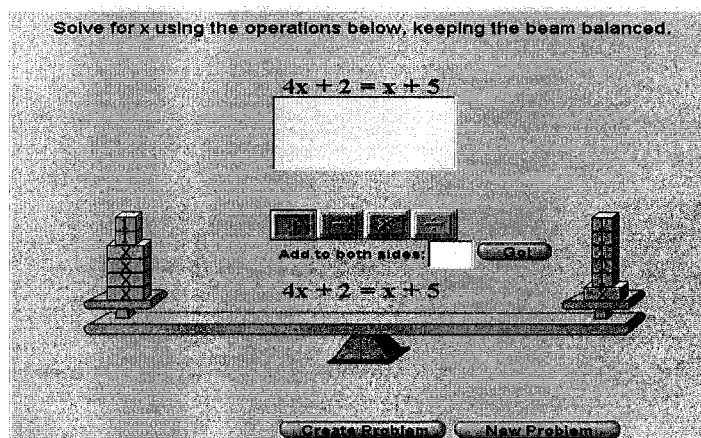 Solve for x using the operations below, keeping the beam balanced.
4x + 2 = x + 5
Add to both sides:
Go!
4x + 2 = x + 5
Create Problem
New Problem